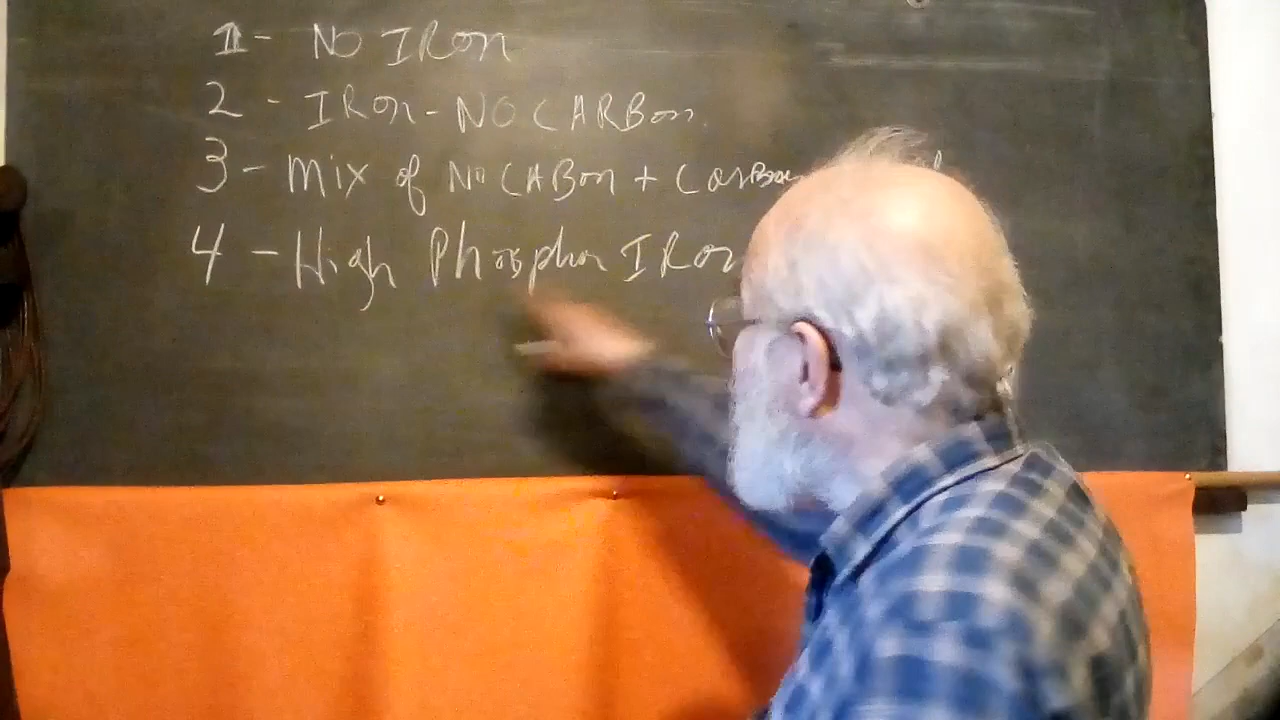 1 - NO IRon
2 - IRon - NO CARBon
3 - Mix of No CABon + Carbon
4 - High Phosphor IRon